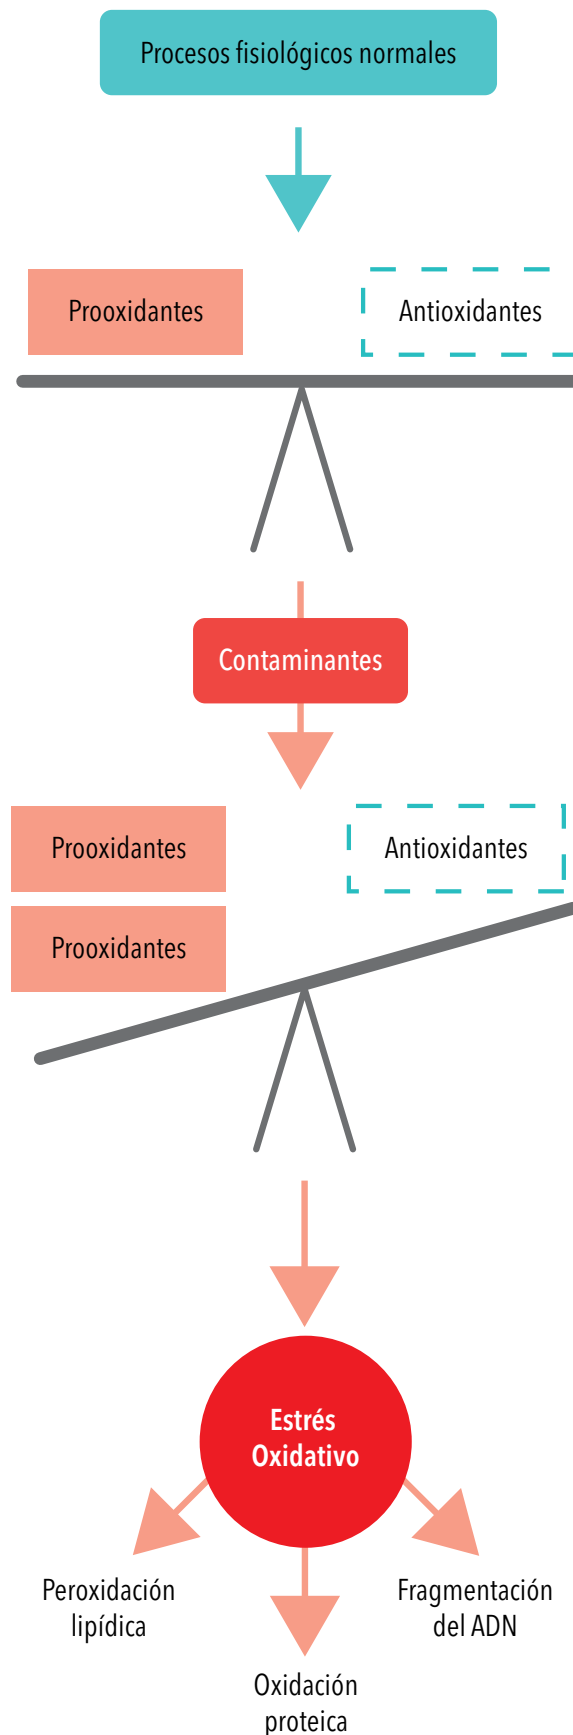 Procesos fisiológicos normales
Prooxidantes
Antioxidantes
Contaminantes
Prooxidantes
Antioxidantes
Prooxidantes
Estrés
Oxidativo
Peroxidación
lipídica
Fragmentación
del ADN
Oxidación
proteica